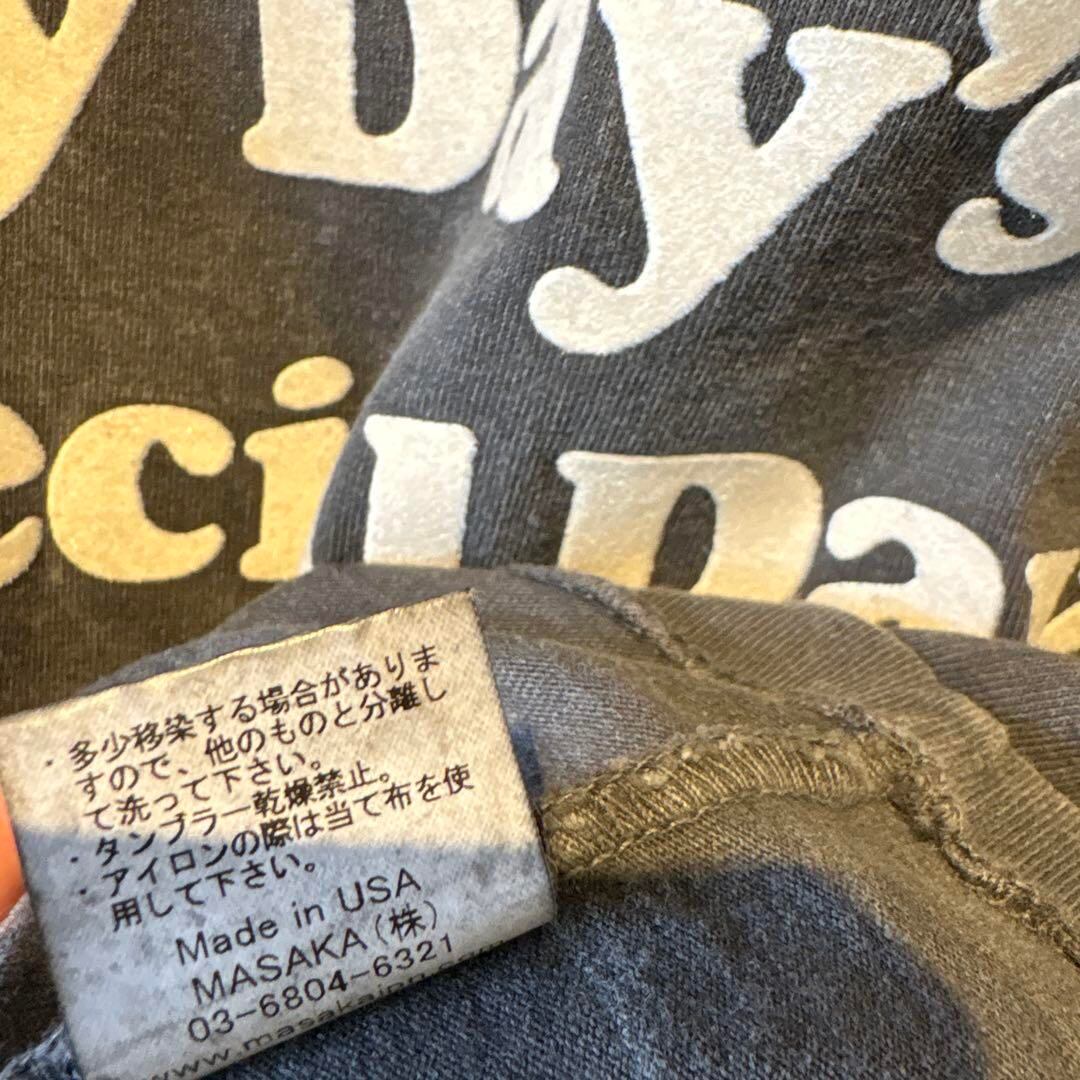 Dy's
ecil Da
・多少移染する場合がありま
すので、他のものと分離し
て洗って下さい。
・タンブラー乾燥禁止。
・アイロンの際は当て布を使
用して下さい。
Made in USA
MASAKA (株)
03-6804-6321